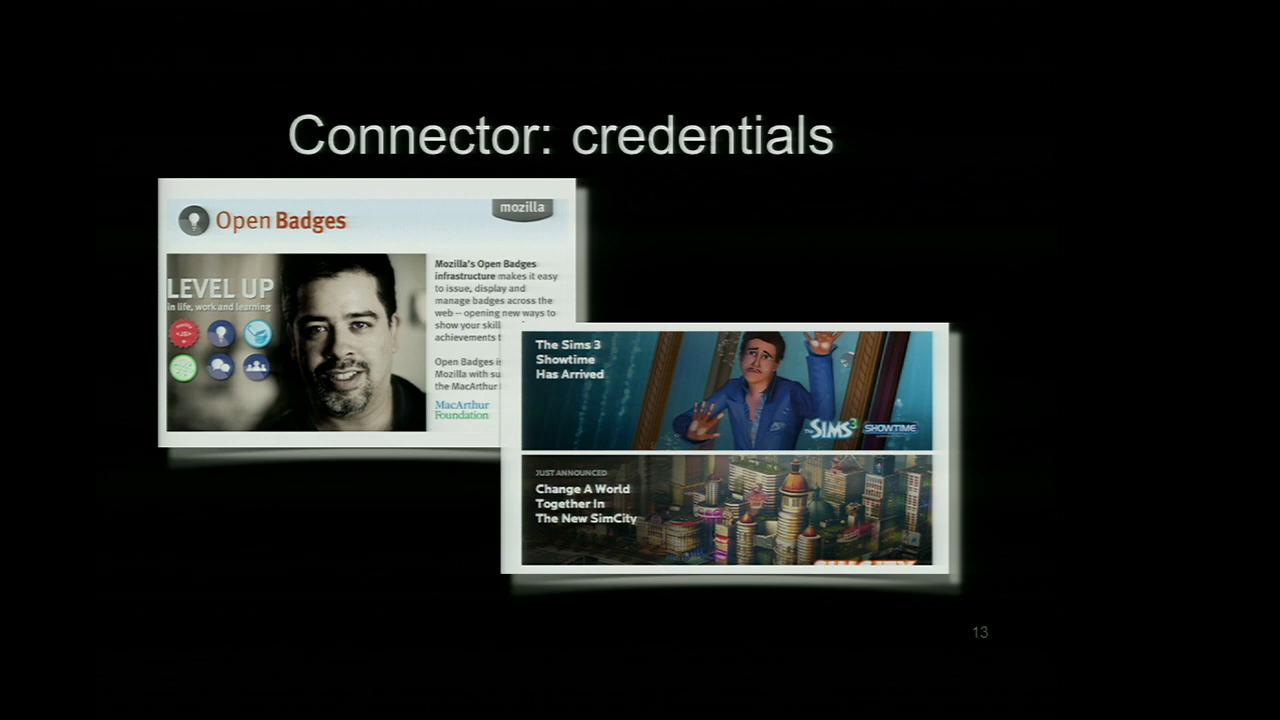 Connector: credentials
Open Badges
mozilla
LEVEL UP
in life, work and learning
Mozilla's Open Badges
infrastructure makes it easy
to issue, display and
manage badges across the
web -- opening new ways to
show your skill
achievements
Open Badges is
Mozilla with su
the MacArthur
MacArthur
Foundation
The Sims 3
Showtime
Has Arrived
The SIMS 3 SHOWTIME
JUST ANNOUNCED
Change A World
Together In
The New SimCity
13